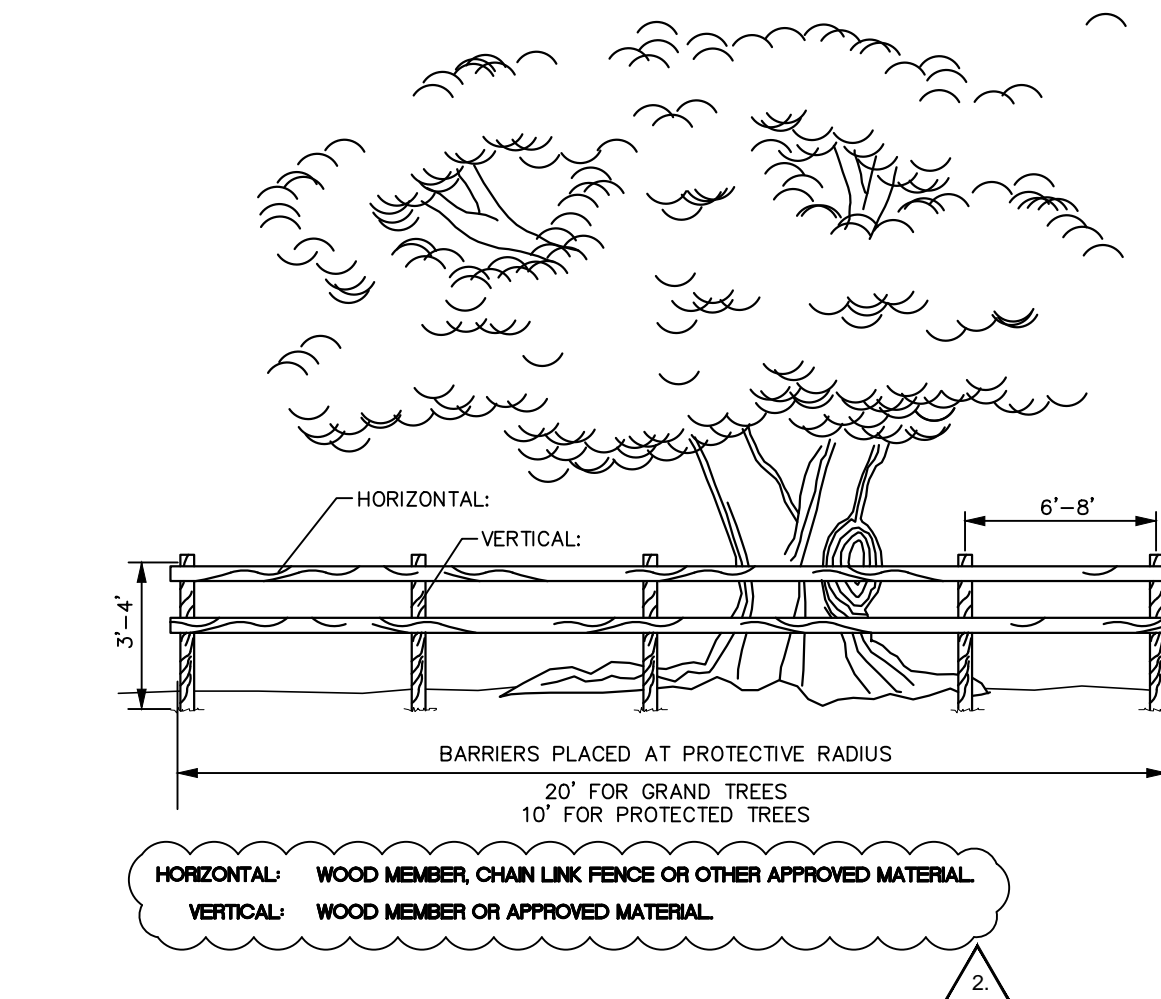 HORIZONTAL:
VERTICAL:
6'-8'
3'-4'
BARRIERS PLACED AT PROTECTIVE RADIUS
20' FOR GRAND TREES
10' FOR PROTECTED TREES
HORIZONTAL: WOOD MEMBER, CHAIN LINK FENCE OR OTHER APPROVED MATERIAL.
VERTICAL: WOOD MEMBER OR APPROVED MATERIAL.
2.